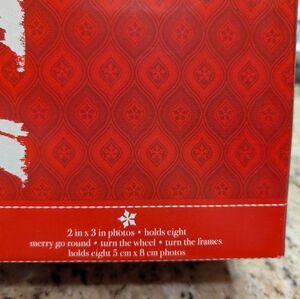 2 in x 3 in photos • holds eight
merry go round • turn the wheel • turn the frames
holds eight 5 cm x 8 cm photos